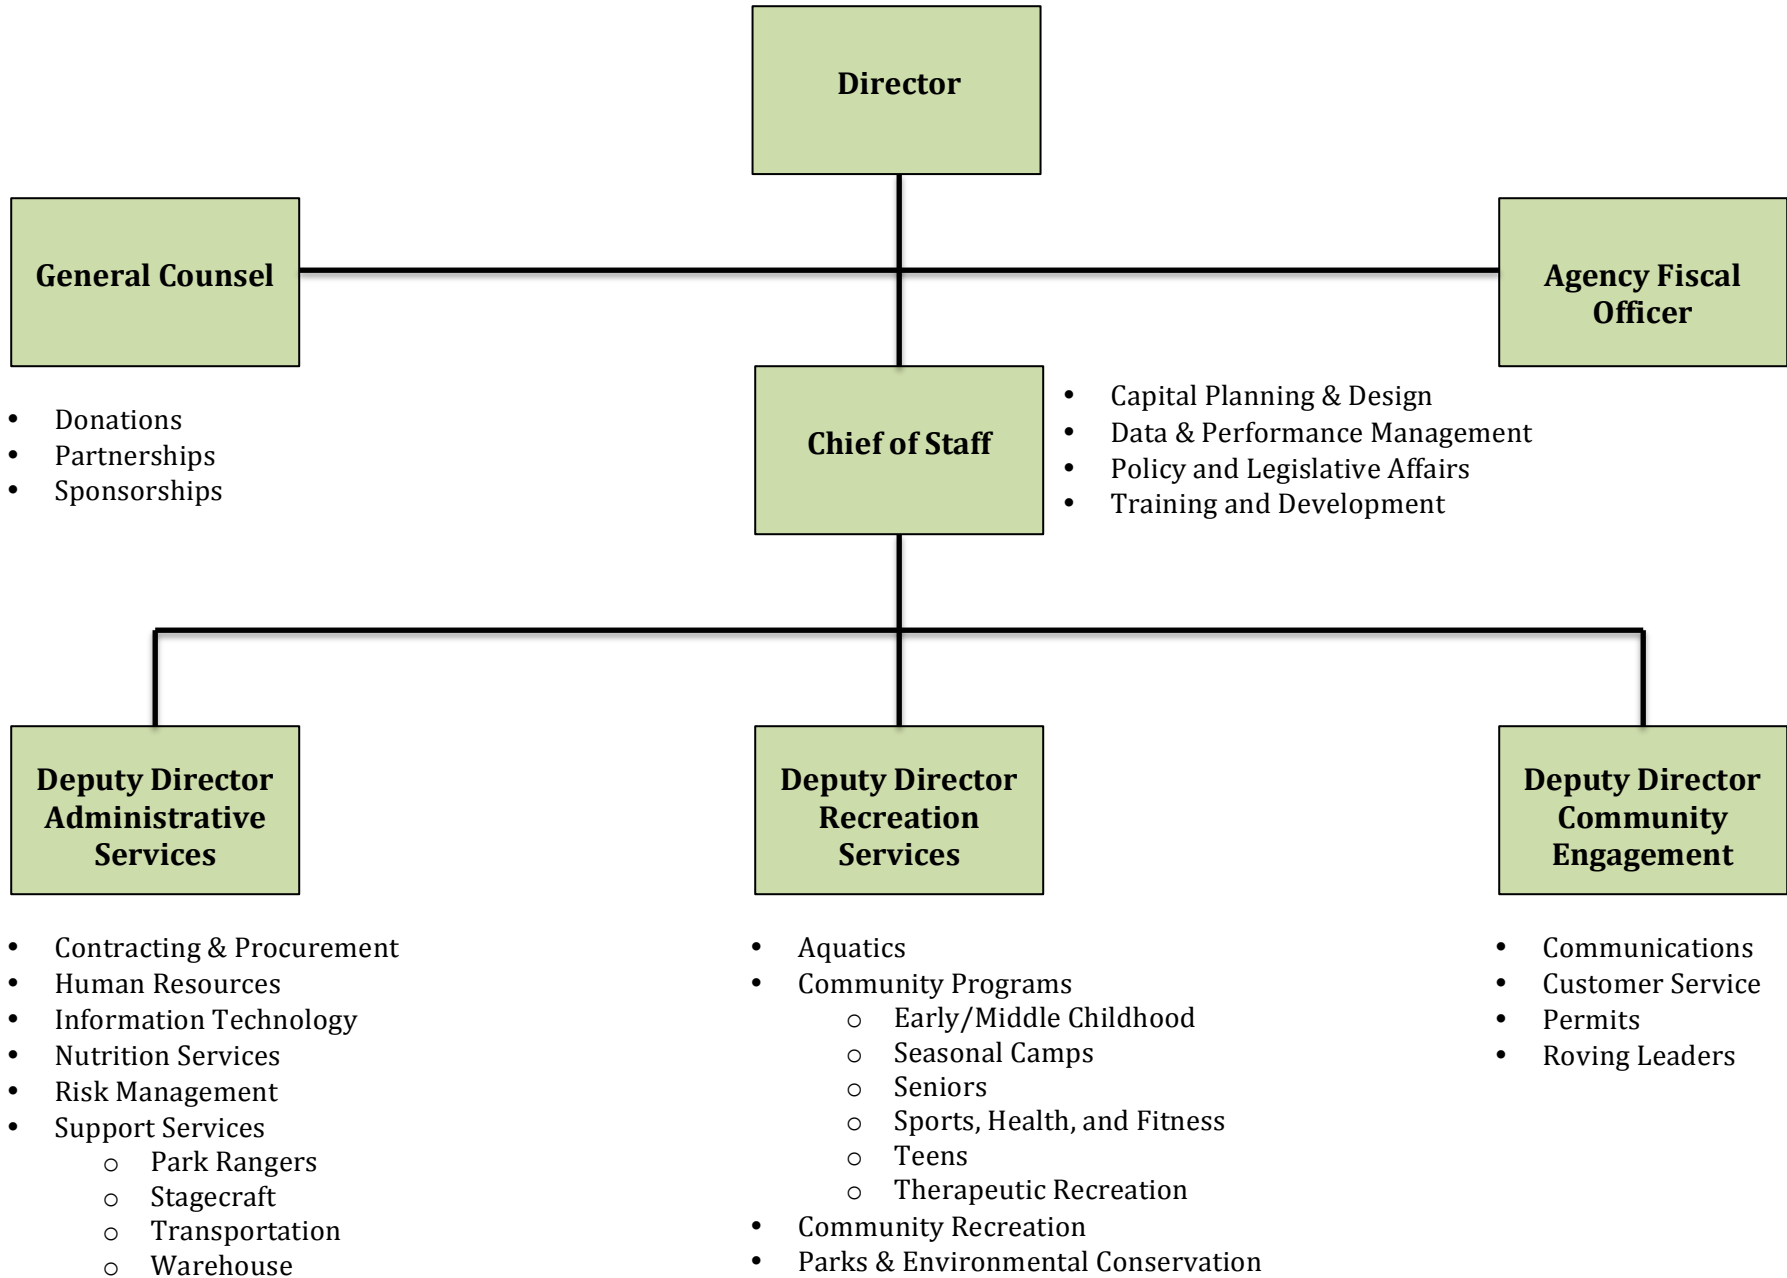 Director
General Counsel
Agency Fiscal
Officer
• Donations
• Partnerships
• Sponsorships
Chief of Staff
• Capital Planning & Design
• Data & Performance Management
• Policy and Legislative Affairs
• Training and Development
Deputy Director
Administrative
Services
Deputy Director
Recreation
Services
Deputy Director
Community
Engagement
• Contracting & Procurement
• Human Resources
• Information Technology
• Nutrition Services
• Risk Management
• Support Services
o Park Rangers
o Stagecraft
o Transportation
o Warehouse
• Aquatics
• Community Programs
o Early/Middle Childhood
o Seasonal Camps
o Seniors
o Sports, Health, and Fitness
o Teens
o Therapeutic Recreation
• Community Recreation
• Parks & Environmental Conservation
• Communications
• Customer Service
• Permits
• Roving Leaders